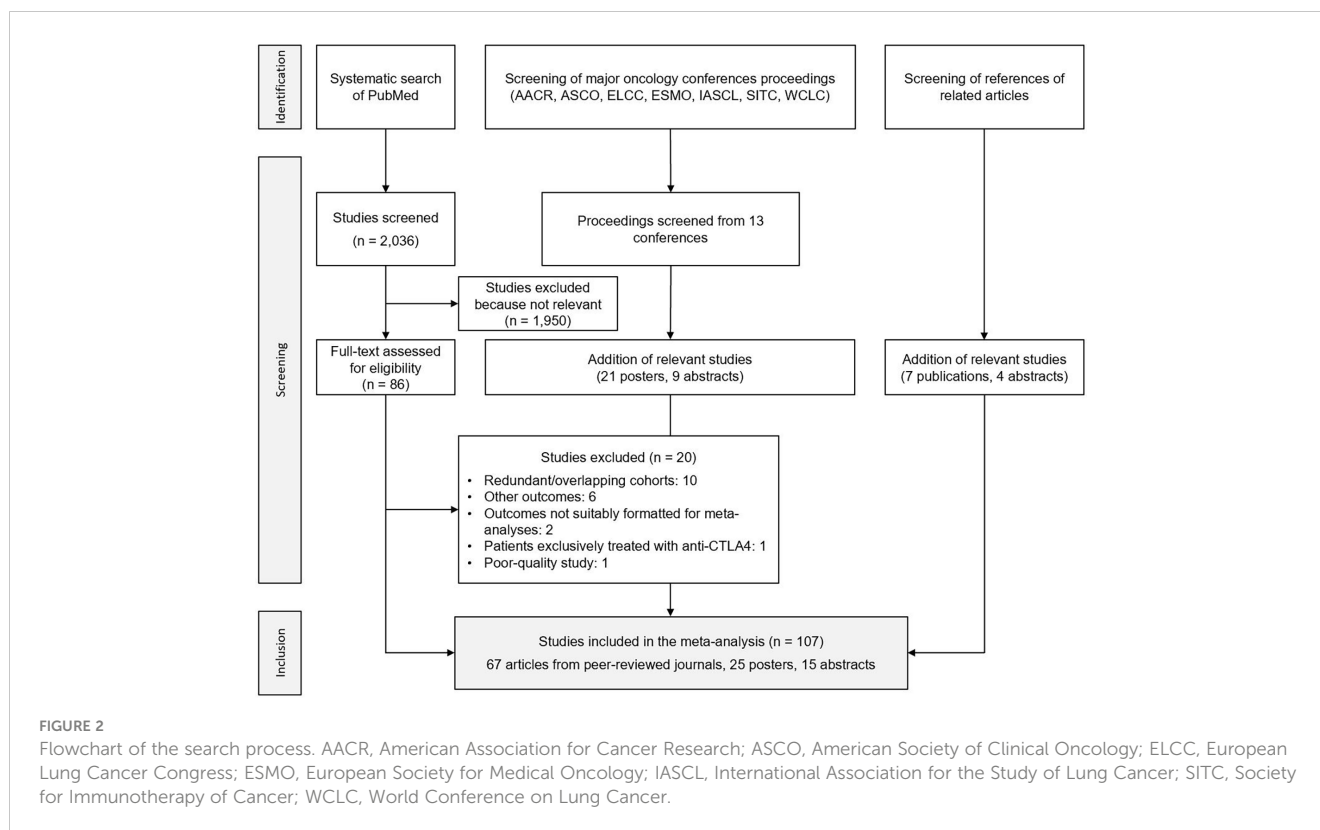 Identification
Systematic search
of PubMed
Screening of major oncology conferences proceedings
(AACR, ASCO, ELCC, ESMO, IASCL, SITC, WCLC)
Screening of references of
related articles
Screening
Studies screened
(n = 2,036)
Proceedings screened from 13
conferences
Studies excluded
because not relevant
(n = 1,950)
Full-text assessed
for eligibility
(n = 86)
Addition of relevant studies
(21 posters, 9 abstracts)
Addition of relevant studies
(7 publications, 4 abstracts)
Studies excluded (n = 20)
• Redundant/overlapping cohorts: 10
• Other outcomes: 6
• Outcomes not suitably formatted for meta-
analyses: 2
• Patients exclusively treated with anti-CTLA4: 1
• Poor-quality study: 1
Inclusion
Studies included in the meta-analysis (n = 107)
67 articles from peer-reviewed journals, 25 posters, 15 abstracts
FIGURE 2
Flowchart of the search process. AACR, American Association for Cancer Research; ASCO, American Society of Clinical Oncology; ELCC, European
Lung Cancer Congress; ESMO, European Society for Medical Oncology; IASCL, International Association for the Study of Lung Cancer; SITC, Society
for Immunotherapy of Cancer; WCLC, World Conference on Lung Cancer.